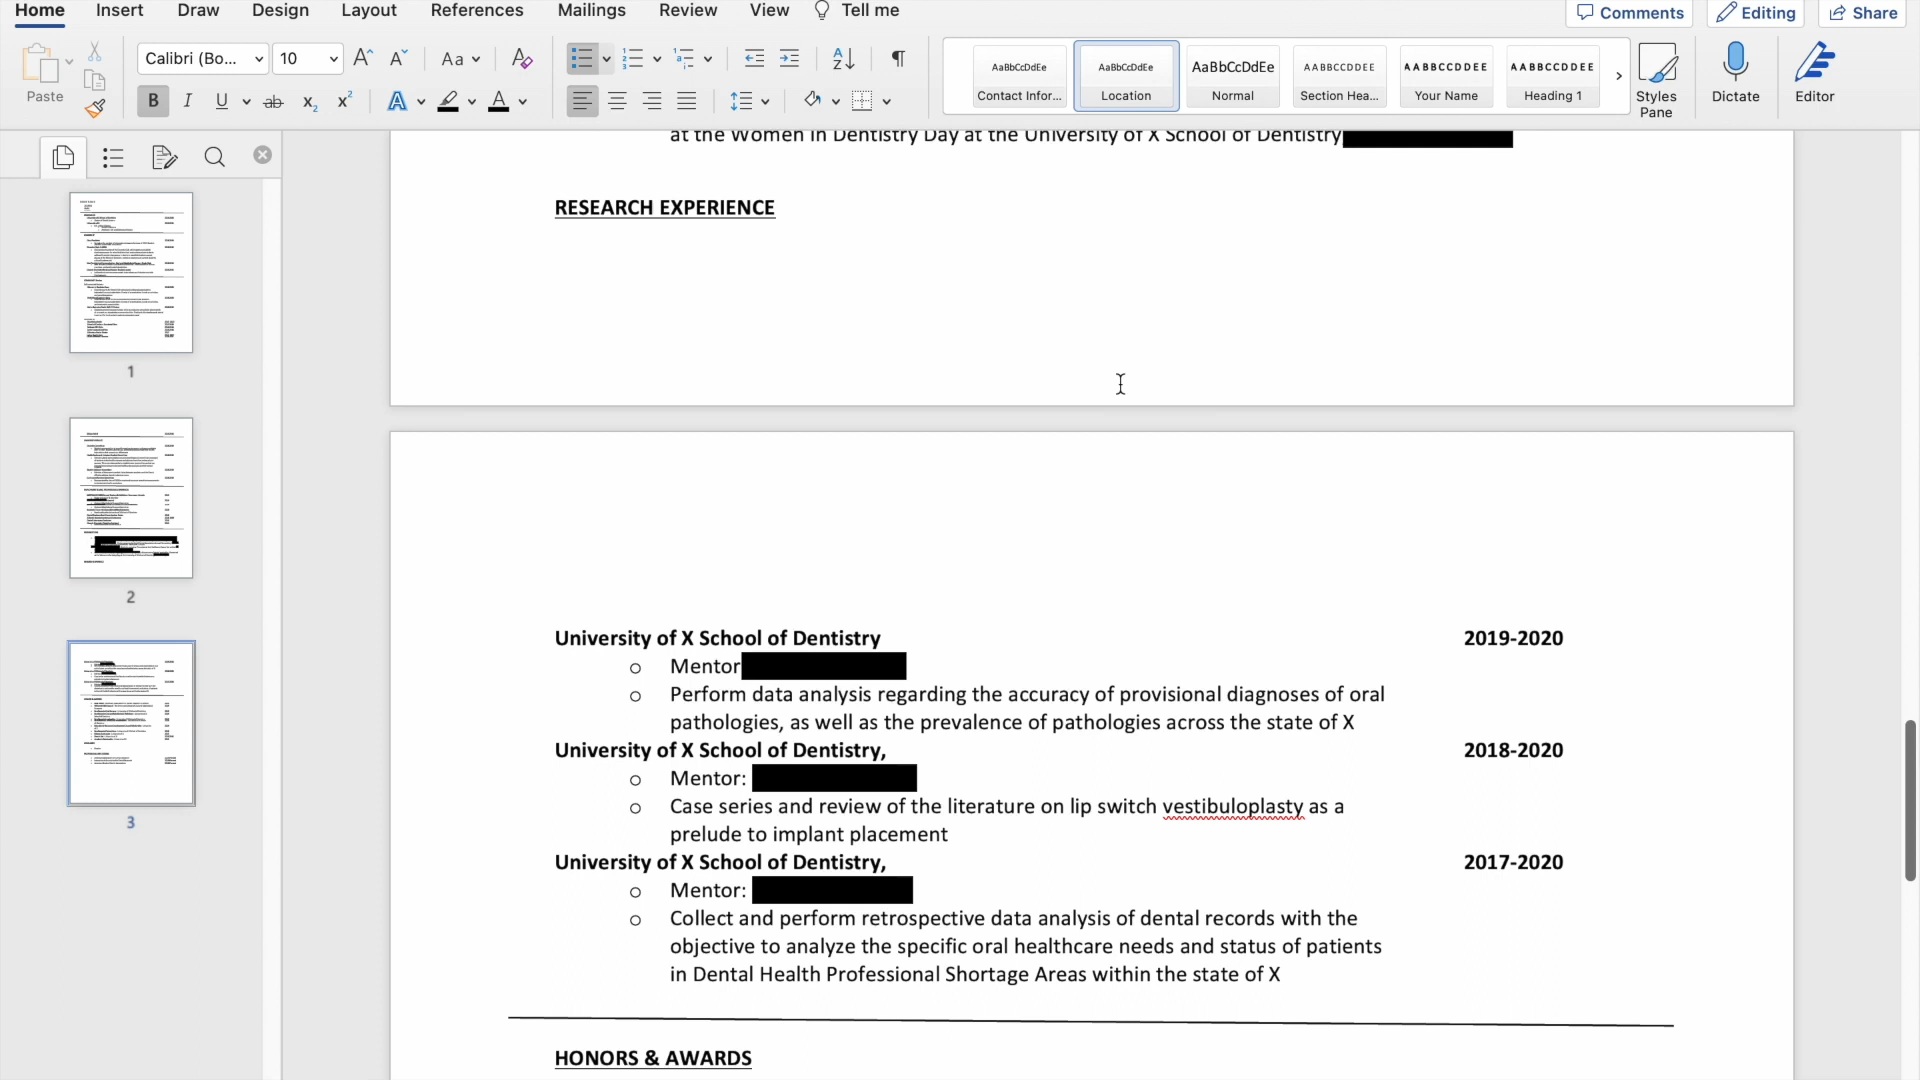 Home Insert Draw Design Layout References Mailings Review View Tell me Comments Editing Share
Calibri (Bo... 10 Aa
Paste
B I U ab x₂ x² A A
AaBbCcDdEe AaBbCcDdEe AaBbCcDdEe AABBCCDDEE AABBCCDDEE AABBCCDDEE
Contact Infor... Location Normal Section Hea... Your Name Heading 1
Styles Pane
Dictate
Editor
at the Women in Dentistry Day at the University of X School of Dentistry
RESEARCH EXPERIENCE
1
2
3
University of X School of Dentistry 2019-2020
o Mentor
o Perform data analysis regarding the accuracy of provisional diagnoses of oral
pathologies, as well as the prevalence of pathologies across the state of X
University of X School of Dentistry, 2018-2020
o Mentor:
o Case series and review of the literature on lip switch vestibuloplasty as a
prelude to implant placement
University of X School of Dentistry, 2017-2020
o Mentor:
o Collect and perform retrospective data analysis of dental records with the
objective to analyze the specific oral healthcare needs and status of patients
in Dental Health Professional Shortage Areas within the state of X
HONORS & AWARDS